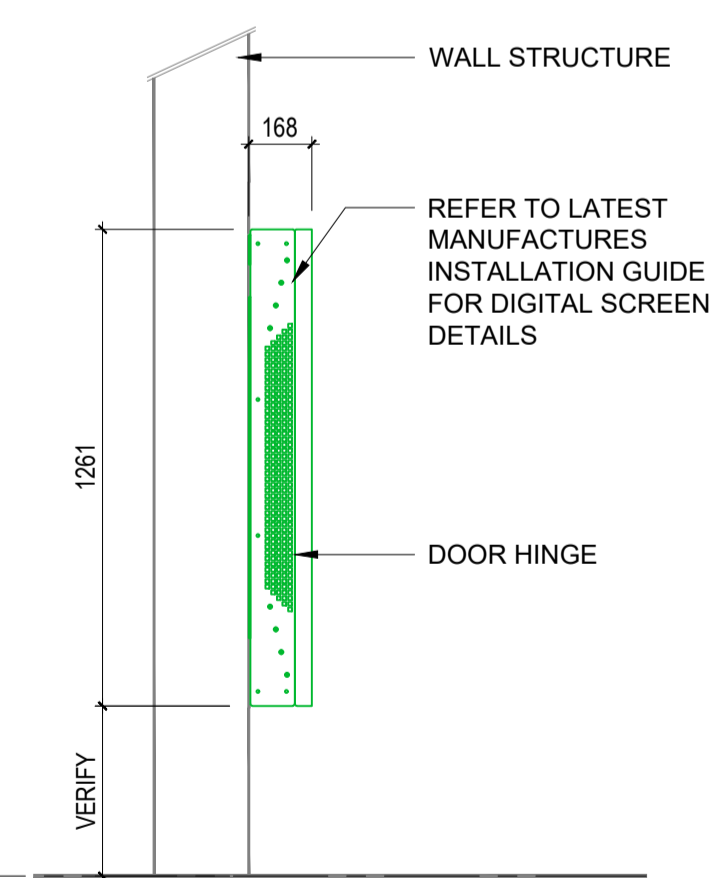 WALL STRUCTURE
168
REFER TO LATEST
MANUFACTURES
INSTALLATION GUIDE
FOR DIGITAL SCREEN
DETAILS
1261
DOOR HINGE
VERIFY